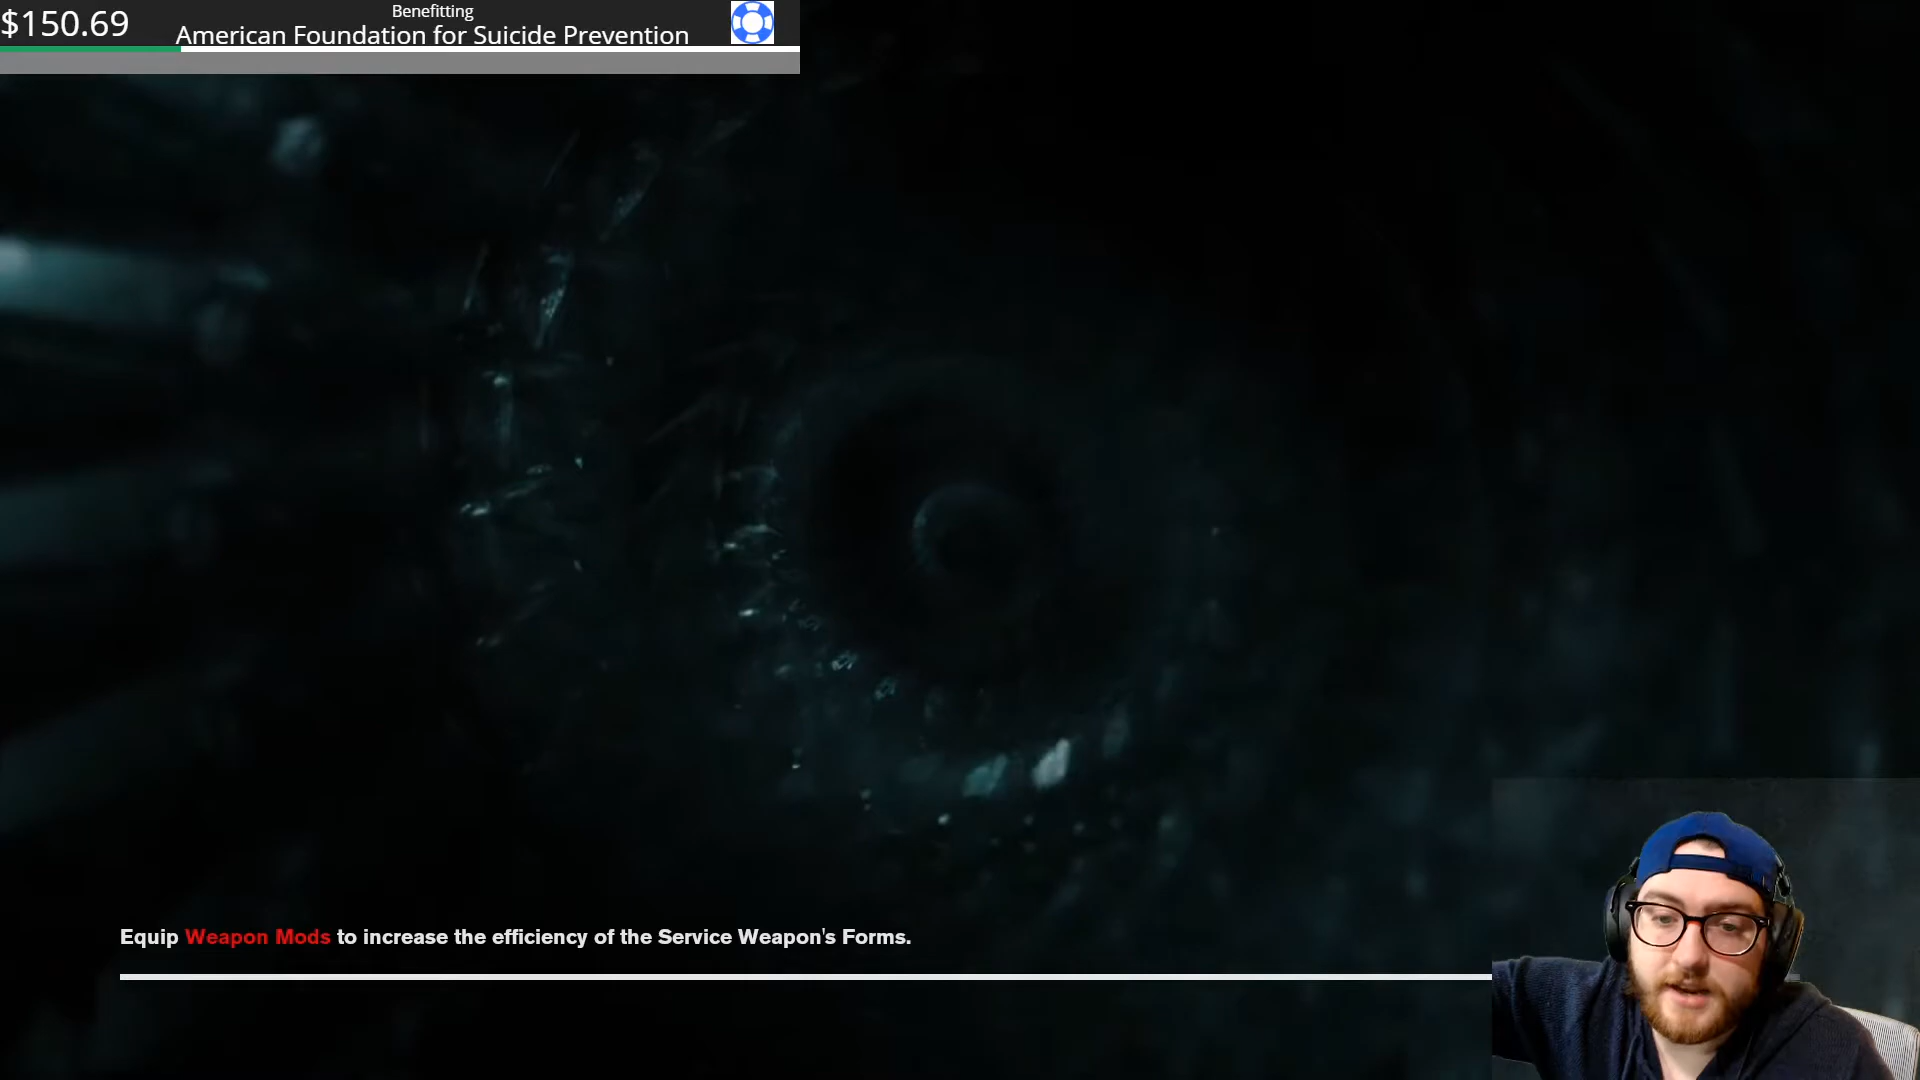 $150.69
Benefitting
American Foundation for Suicide Prevention
Equip Weapon Mods to increase the efficiency of the Service Weapon's Forms.